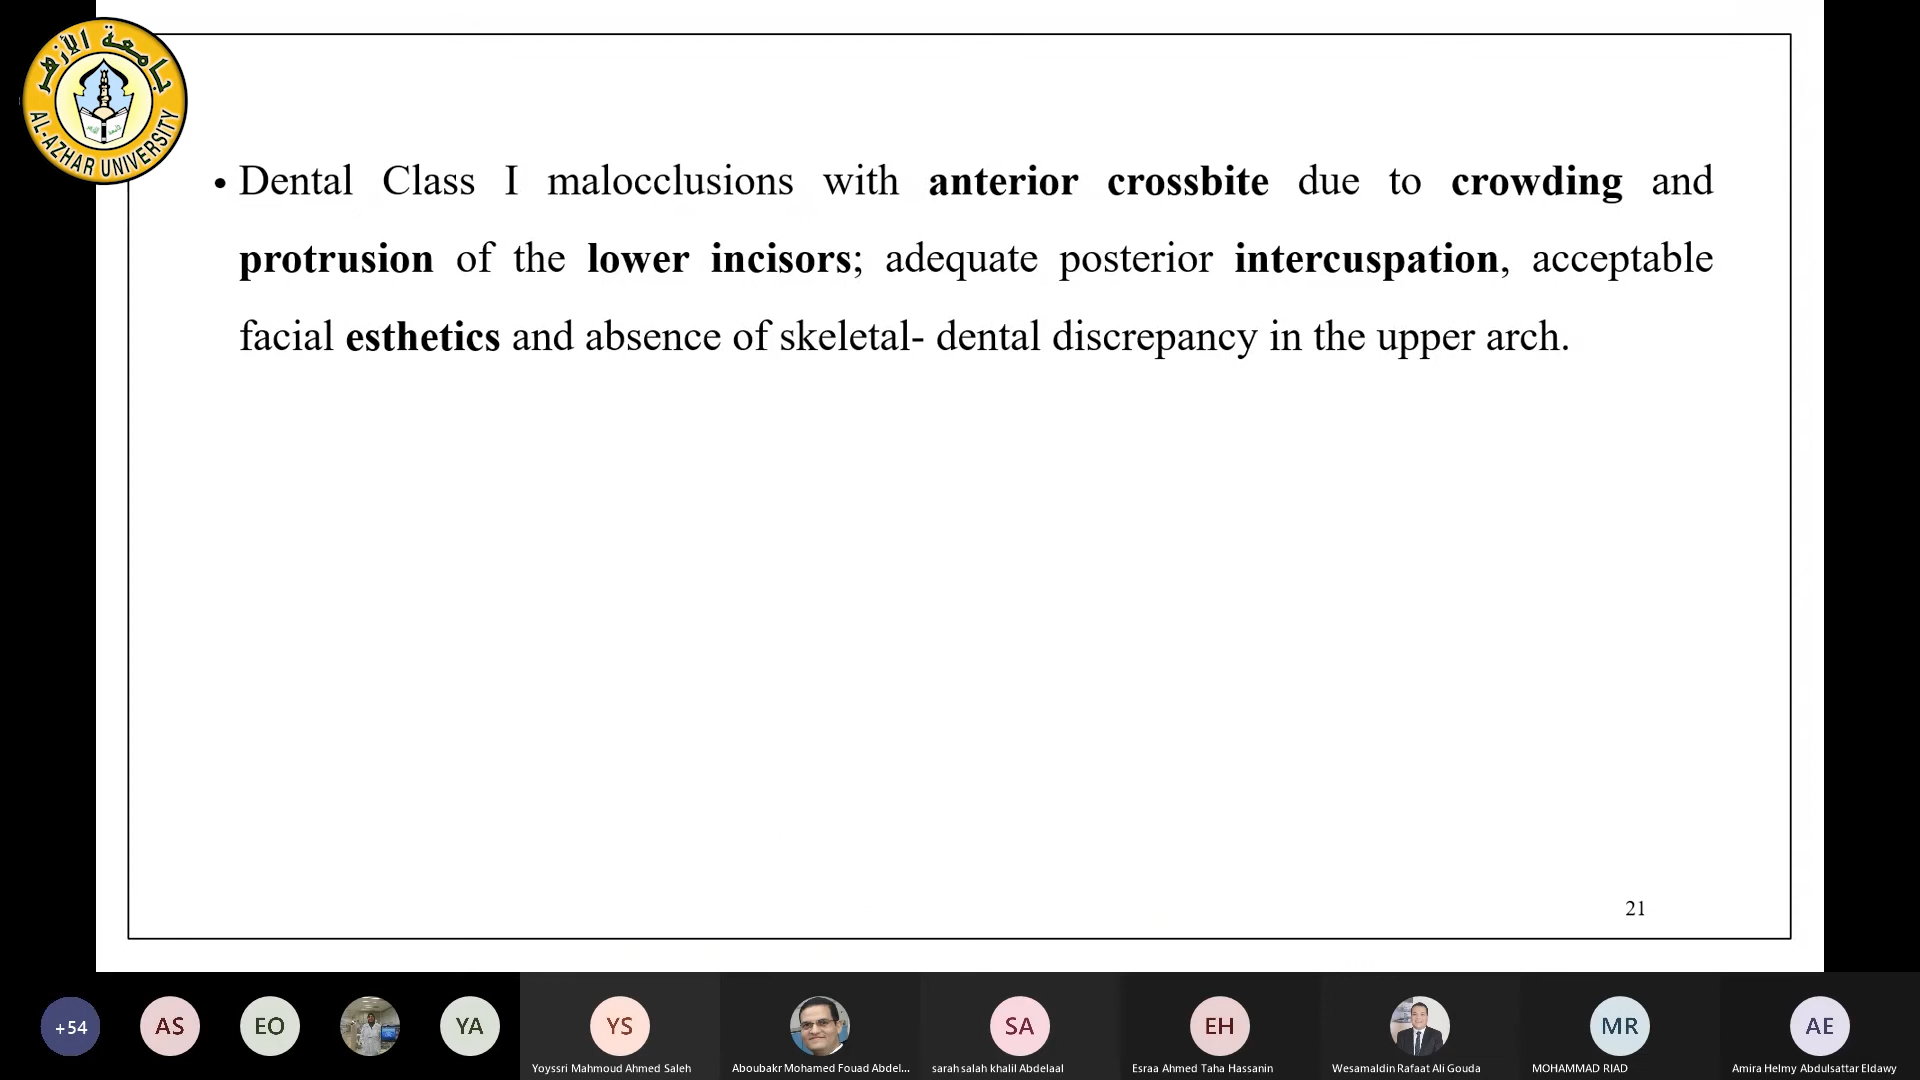 جامعة الأزهر
AL-AZHAR UNIVERSITY
• Dental Class I malocclusions with anterior crossbite due to crowding and
protrusion of the lower incisors; adequate posterior intercuspation, acceptable
facial esthetics and absence of skeletal- dental discrepancy in the upper arch.
21
+54
AS
EO
YA
YS
SA
EH
MR
AE
Yoyssri Mahmoud Ahmed Saleh
Aboubakr Mohamed Fouad Abdel...
sarah salah khalil Abdelaal
Esraa Ahmed Taha Hassanin
Wesamaldin Rafaat Ali Gouda
MOHAMMAD RIAD
Amira Helmy Abdulsattar Eldawy